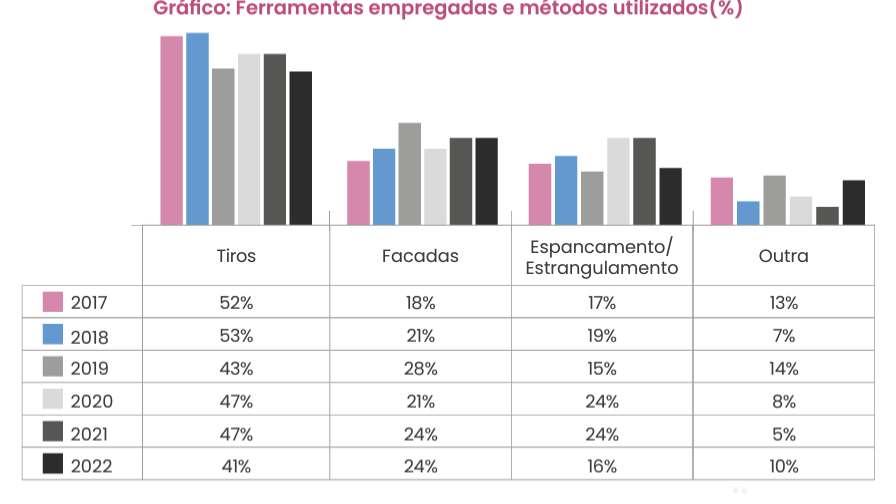 Gráfico: Ferramentas empregadas e métodos utilizados(%)
Tiros Facadas Espancamento/
Estrangulamento Outra
2017 52% 18% 17% 13%
2018 53% 21% 19% 7%
2019 43% 28% 15% 14%
2020 47% 21% 24% 8%
2021 47% 24% 24% 5%
2022 41% 24% 16% 10%